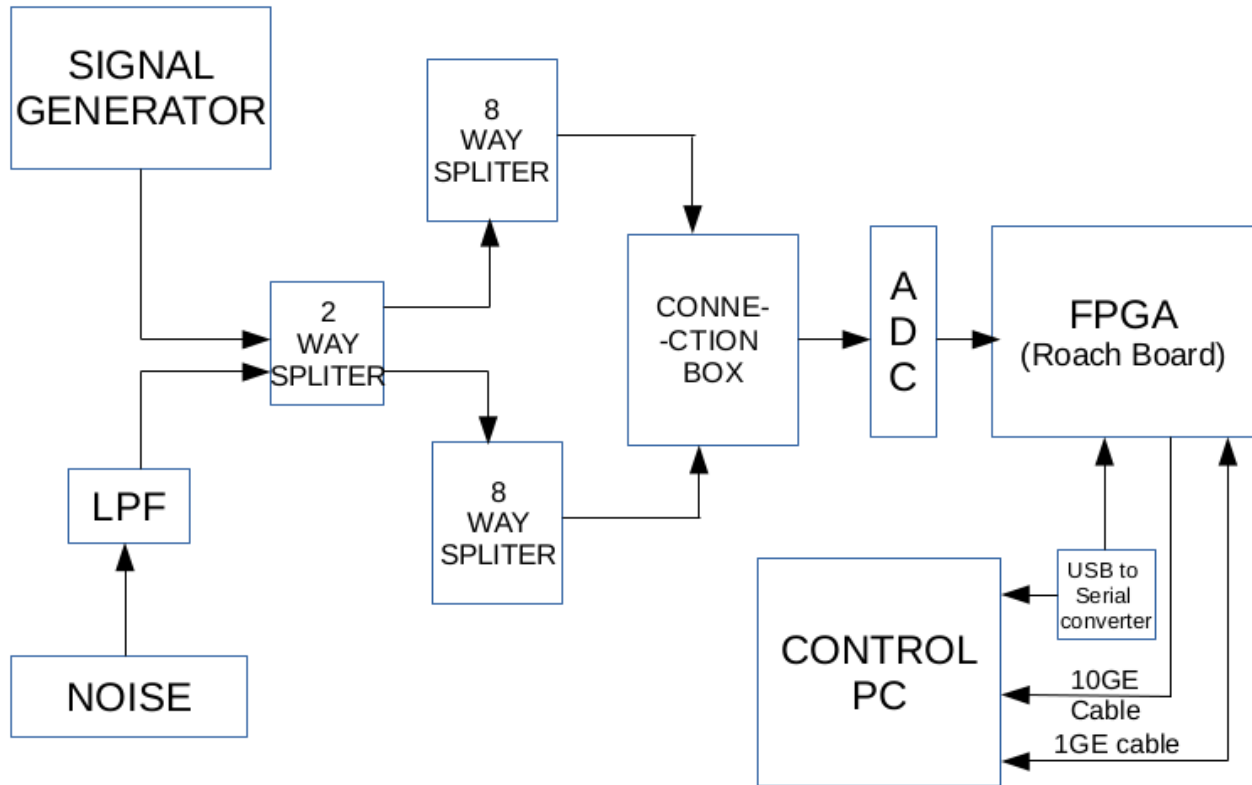 SIGNAL
GENERATOR
8
WAY
SPLITER
2
WAY
SPLITER
LPF
NOISE
8
WAY
SPLITER
CONNE-
-CTION
BOX
A
D
C
FPGA
(Roach Board)
USB to
Serial
converter
CONTROL
PC
10GE
Cable
1GE cable